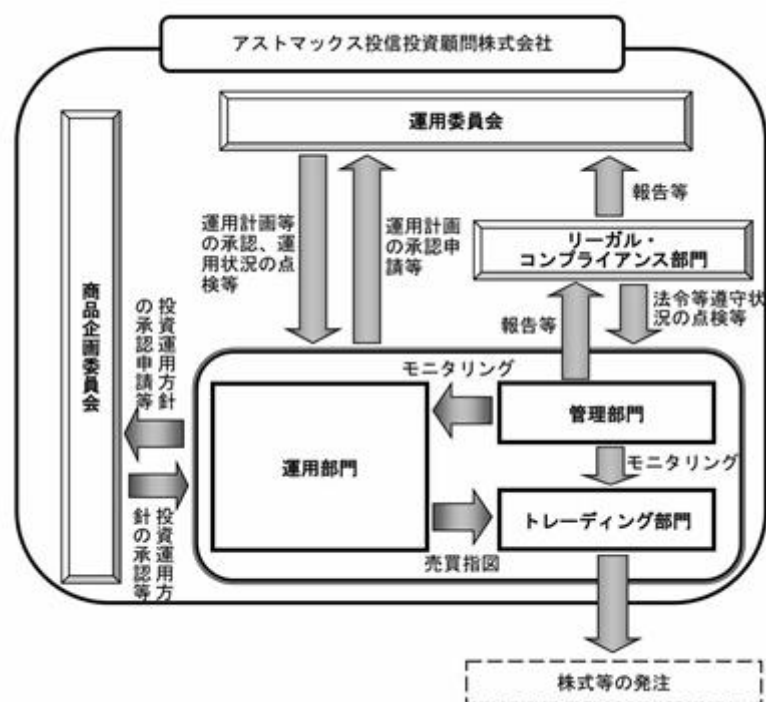 アストマックス投信投資顧問株式会社
運用委員会
報告等
運用計画等
の承認、運
用状況の点
検等
運用計画
の承認申
請等
リーガル・
コンプライアンス部門
法令等遵守状
況の点検等
報告等
商品企画委員会
投資運用方針
の承認申請等
投資運用方
針の承認等
モニタリング
管理部門
運用部門
モニタリング
トレーディング部門
売買指図
株式等の発注